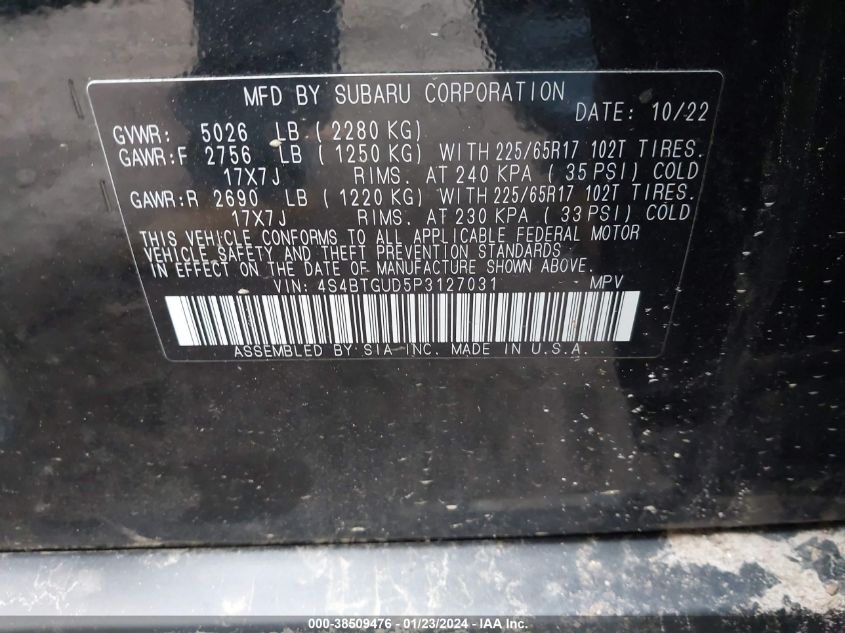 MFD BY SUBARU CORPORATION DATE: 10/22
GVWR: 5026 LB ( 2280 KG)
GAWR:F 2756 LB ( 1250 KG) WITH 225/65R17 102T TIRES.
17X7J RIMS. AT 240 KPA ( 35 PSI) COLD
GAWR:R 2690 LB ( 1220 KG) WITH 225/65R17 102T TIRES.
17X7J RIMS. AT 230 KPA ( 33 PSI) COLD
THIS VEHICLE CONFORMS TO ALL APPLICABLE FEDERAL MOTOR
VEHICLE SAFETY AND THEFT PREVENTION STANDARDS
IN EFFECT ON THE DATE OF MANUFACTURE SHOWN ABOVE.
VIN: 4S4BTGUD5P3127031 MPV
ASSEMBLED BY SIA INC. MADE IN U.S.A.
000-38509476 - 01/23/2024 - IAA Inc.